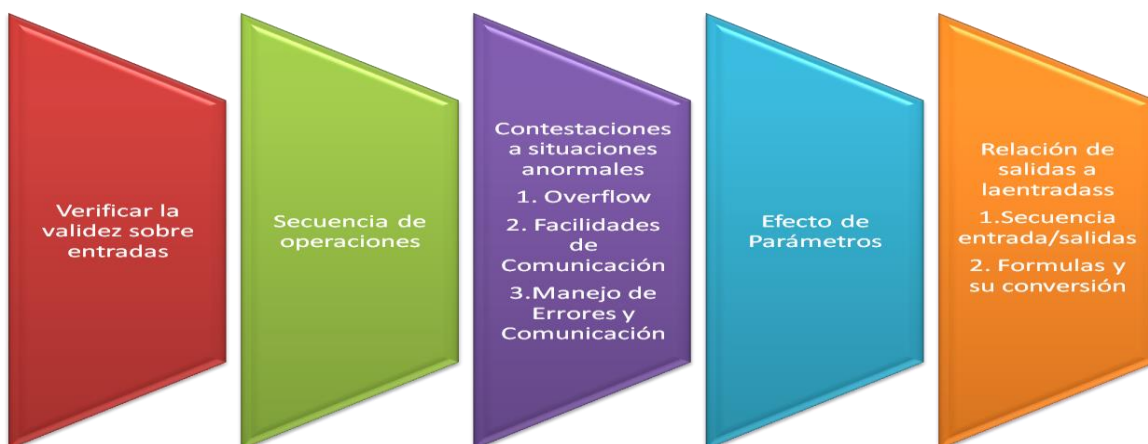 Verificar la
validez sobre
entradas
Secuencia de
operaciones
Contestaciones
a situaciones
anormales
1. Overflow
2. Facilidades
de
Comunicación
3.Manejo de
Errores y
Comunicación
Efecto de
Parámetros
Relación de
salidas a
laentradass
1.Secuencia
entrada/salidas
2. Formulas y
su conversión